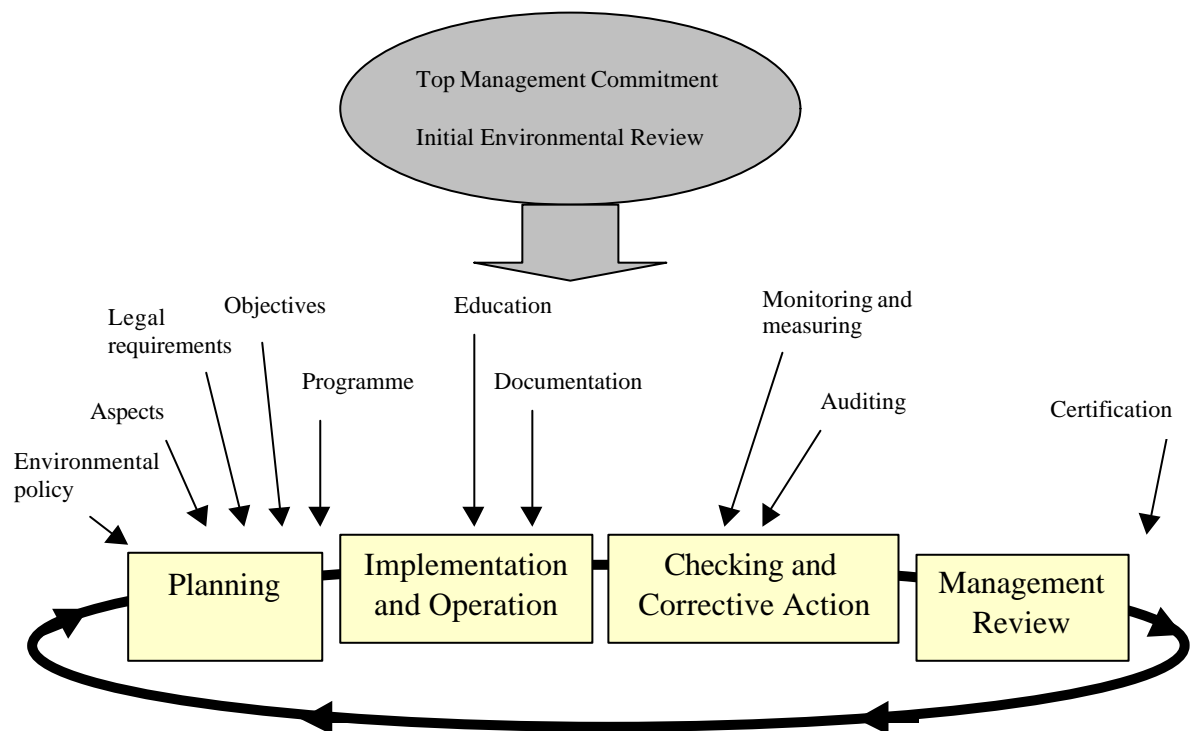 Top Management Commitment
Initial Environmental Review
Objectives
Education
Monitoring and
measuring
Legal
requirements
Programme
Documentation
Aspects
Auditing
Certification
Environmental
policy
Planning
Implementation
and Operation
Checking and
Corrective Action
Management
Review